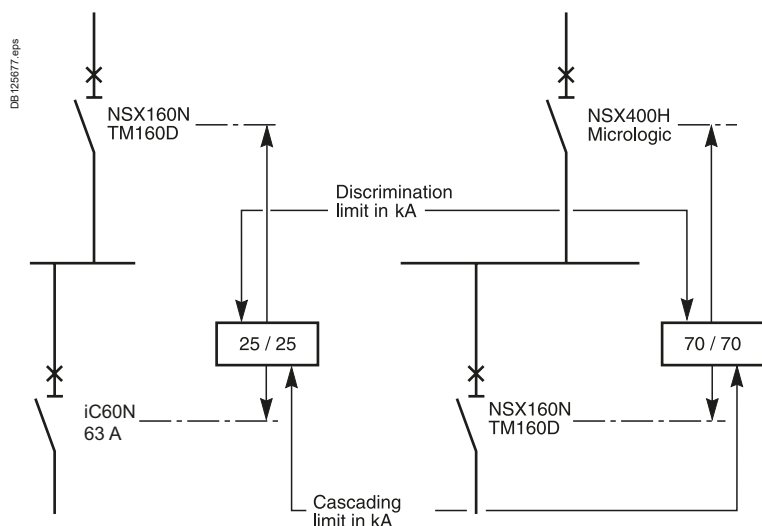 DB125677.eps
NSX160N
TM160D
NSX400H
Micrologic
Discrimination
limit in kA
25 / 25
70 / 70
iC60N
63 A
NSX160N
TM160D
Cascading
limit in kA